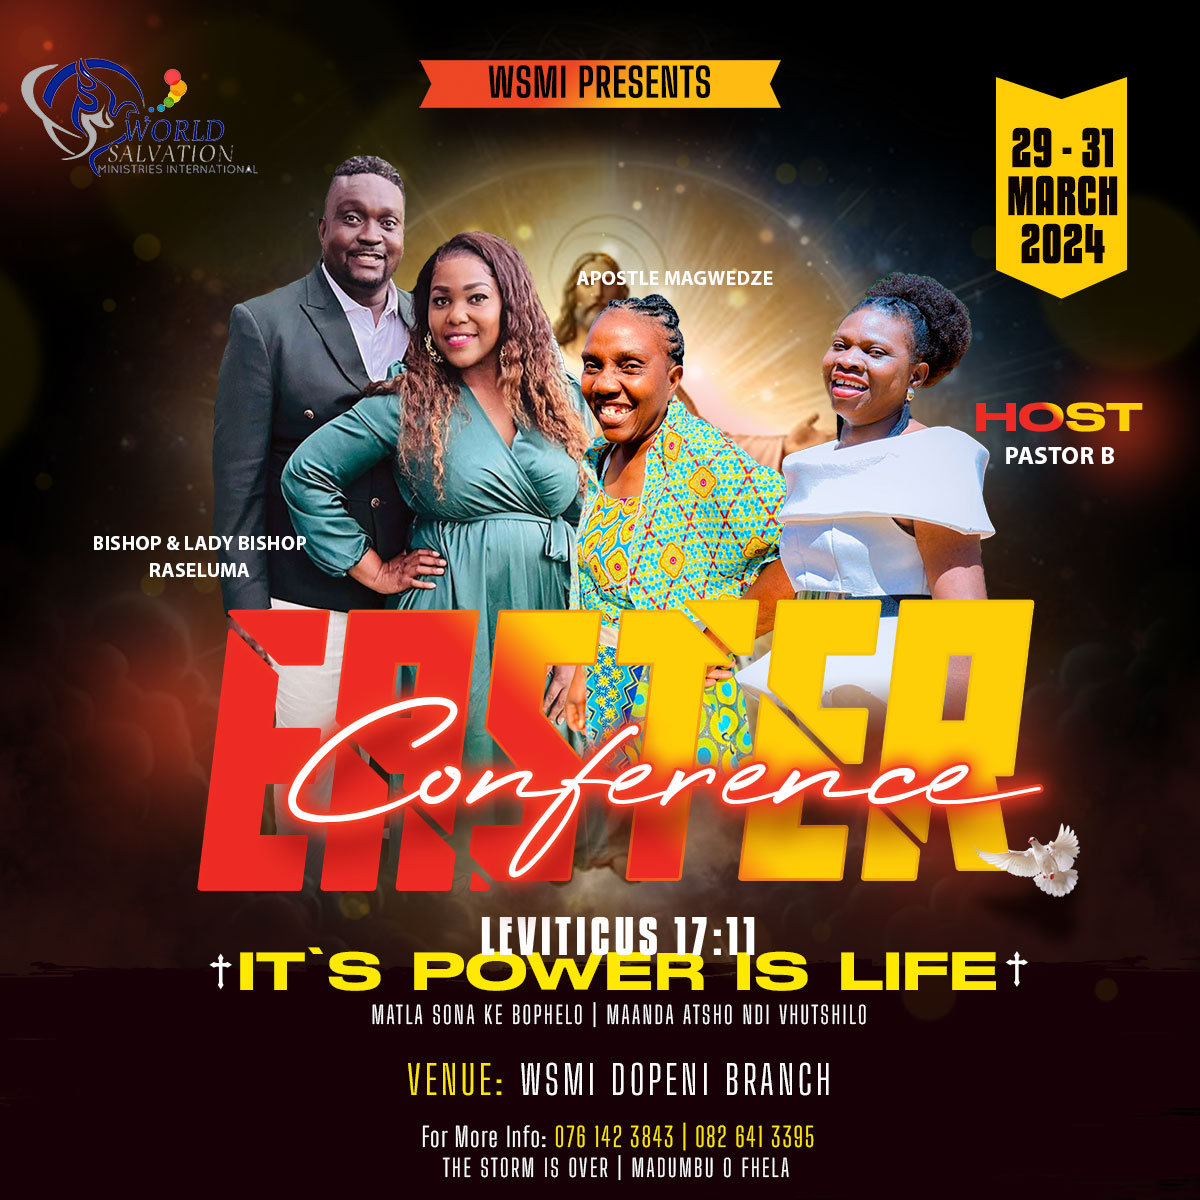 WORLD
SALVATION
MINISTRIES INTERNATIONAL
WSMI PRESENTS
29 - 31
MARCH
2024
APOSTLE MAGWEDZE
HOST
PASTOR B
BISHOP & LADY BISHOP
RASELUMA
EASTER
Conference
LEVITICUS 17:11
IT`S POWER IS LIFE
MATLA SONA KE BOPHELO | MAANDA ATSHO NDI VHUTSHILO
VENUE: WSMI DOPENI BRANCH
For More Info: 076 142 3843 | 082 641 3395
THE STORM IS OVER | MADUMBU O FHELA